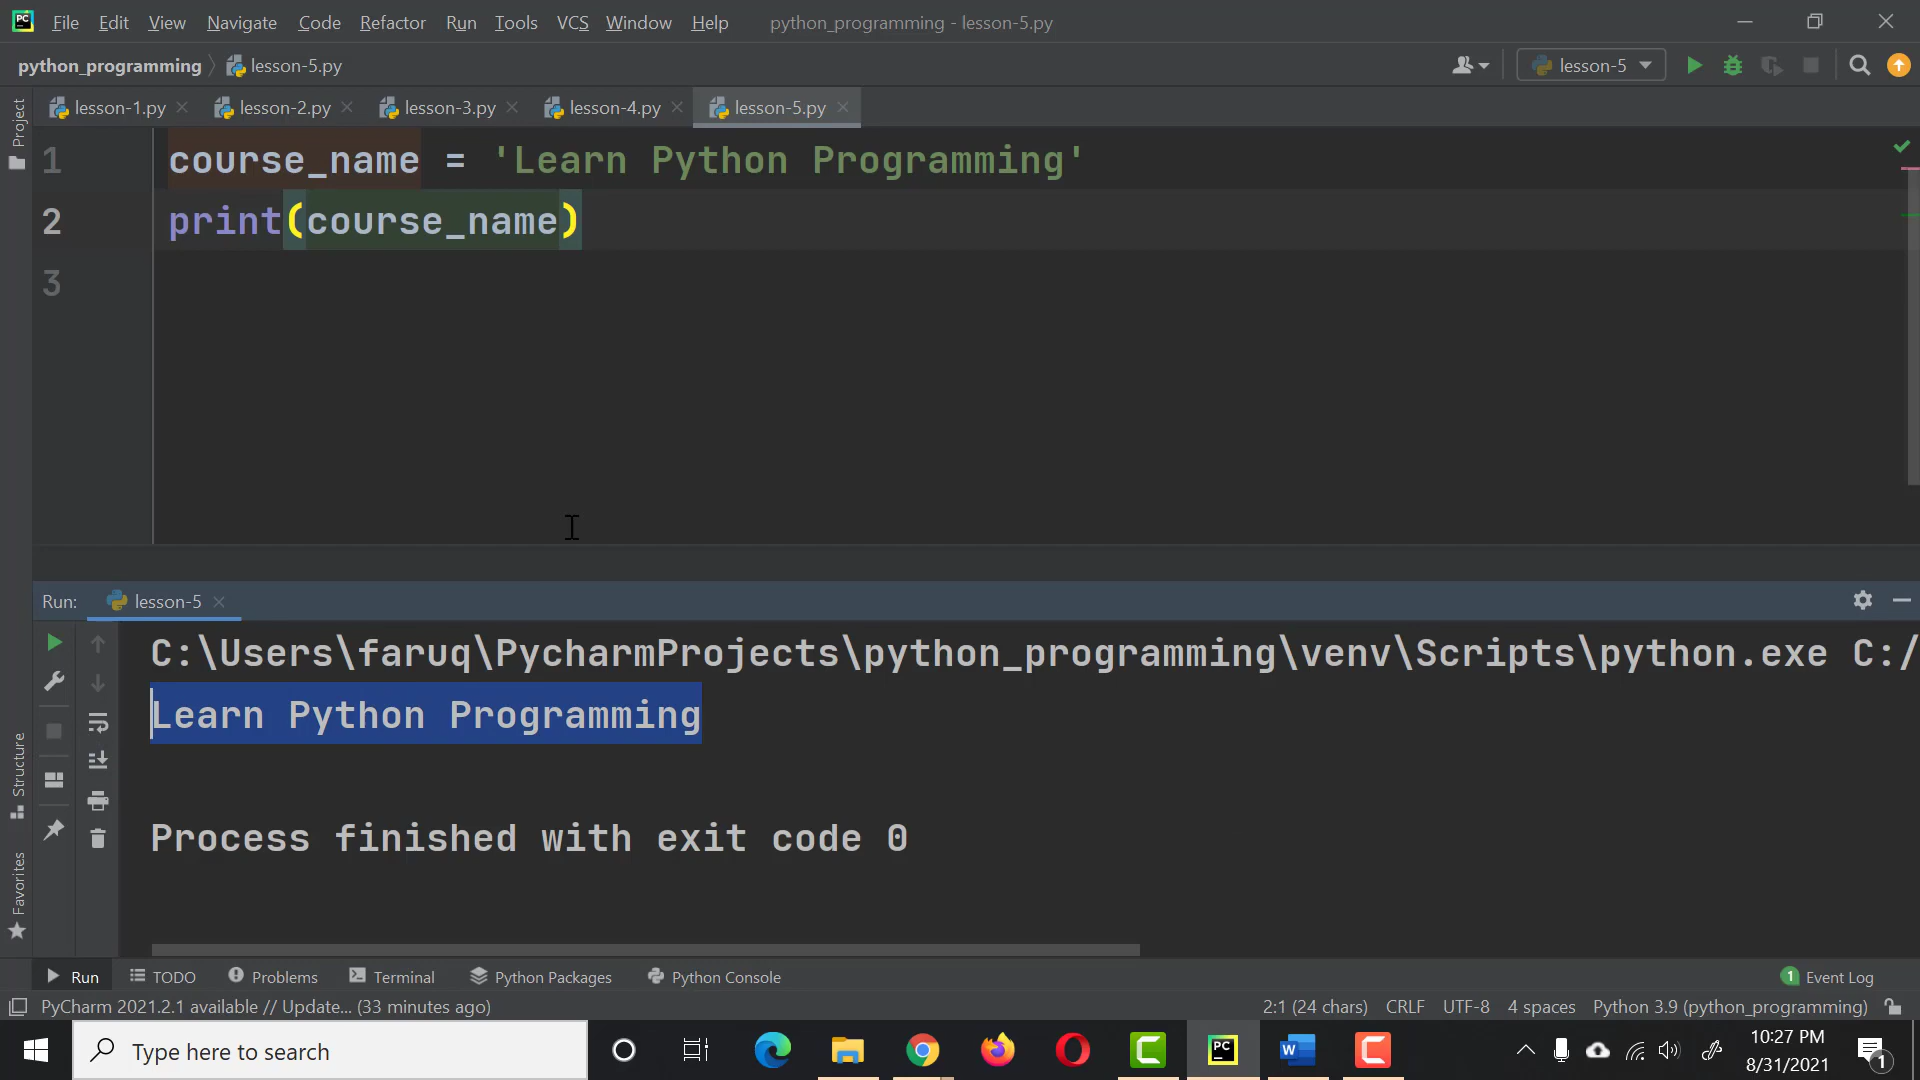 PC File Edit View Navigate Code Refactor Run Tools VCS Window Help python_programming - lesson-5.py
python_programming lesson-5.py lesson-5
lesson-1.py lesson-2.py lesson-3.py lesson-4.py lesson-5.py
Project
1 course_name = 'Learn Python Programming'
2 print(course_name)
3
Run: lesson-5
C:\Users\faruq\PycharmProjects\python_programming\venv\Scripts\python.exe C:/
Learn Python Programming
Process finished with exit code 0
Structure
Favorites
Run TODO Problems Terminal Python Packages Python Console 1 Event Log
PyCharm 2021.2.1 available // Update... (33 minutes ago) 2:1 (24 chars) CRLF UTF-8 4 spaces Python 3.9 (python_programming)
Type here to search PC W 10:27 PM
8/31/2021 1